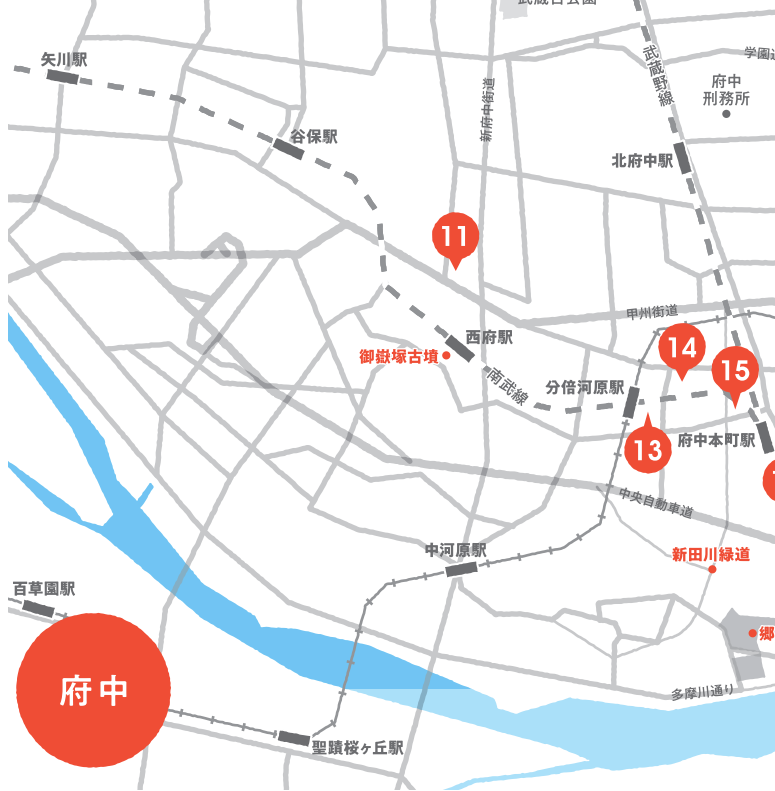 武蔵台公園
矢川駅
武蔵野線
学園通
府中
刑務所
新府中街道
谷保駅
北府中駅
11
甲州街道
西府駅
14
御嶽塚古墳
15
南武線
分倍河原駅
13
府中本町駅
中央自動車道
中河原駅
新田川緑道
百草園駅
郷
府中
多摩川通り
聖蹟桜ヶ丘駅